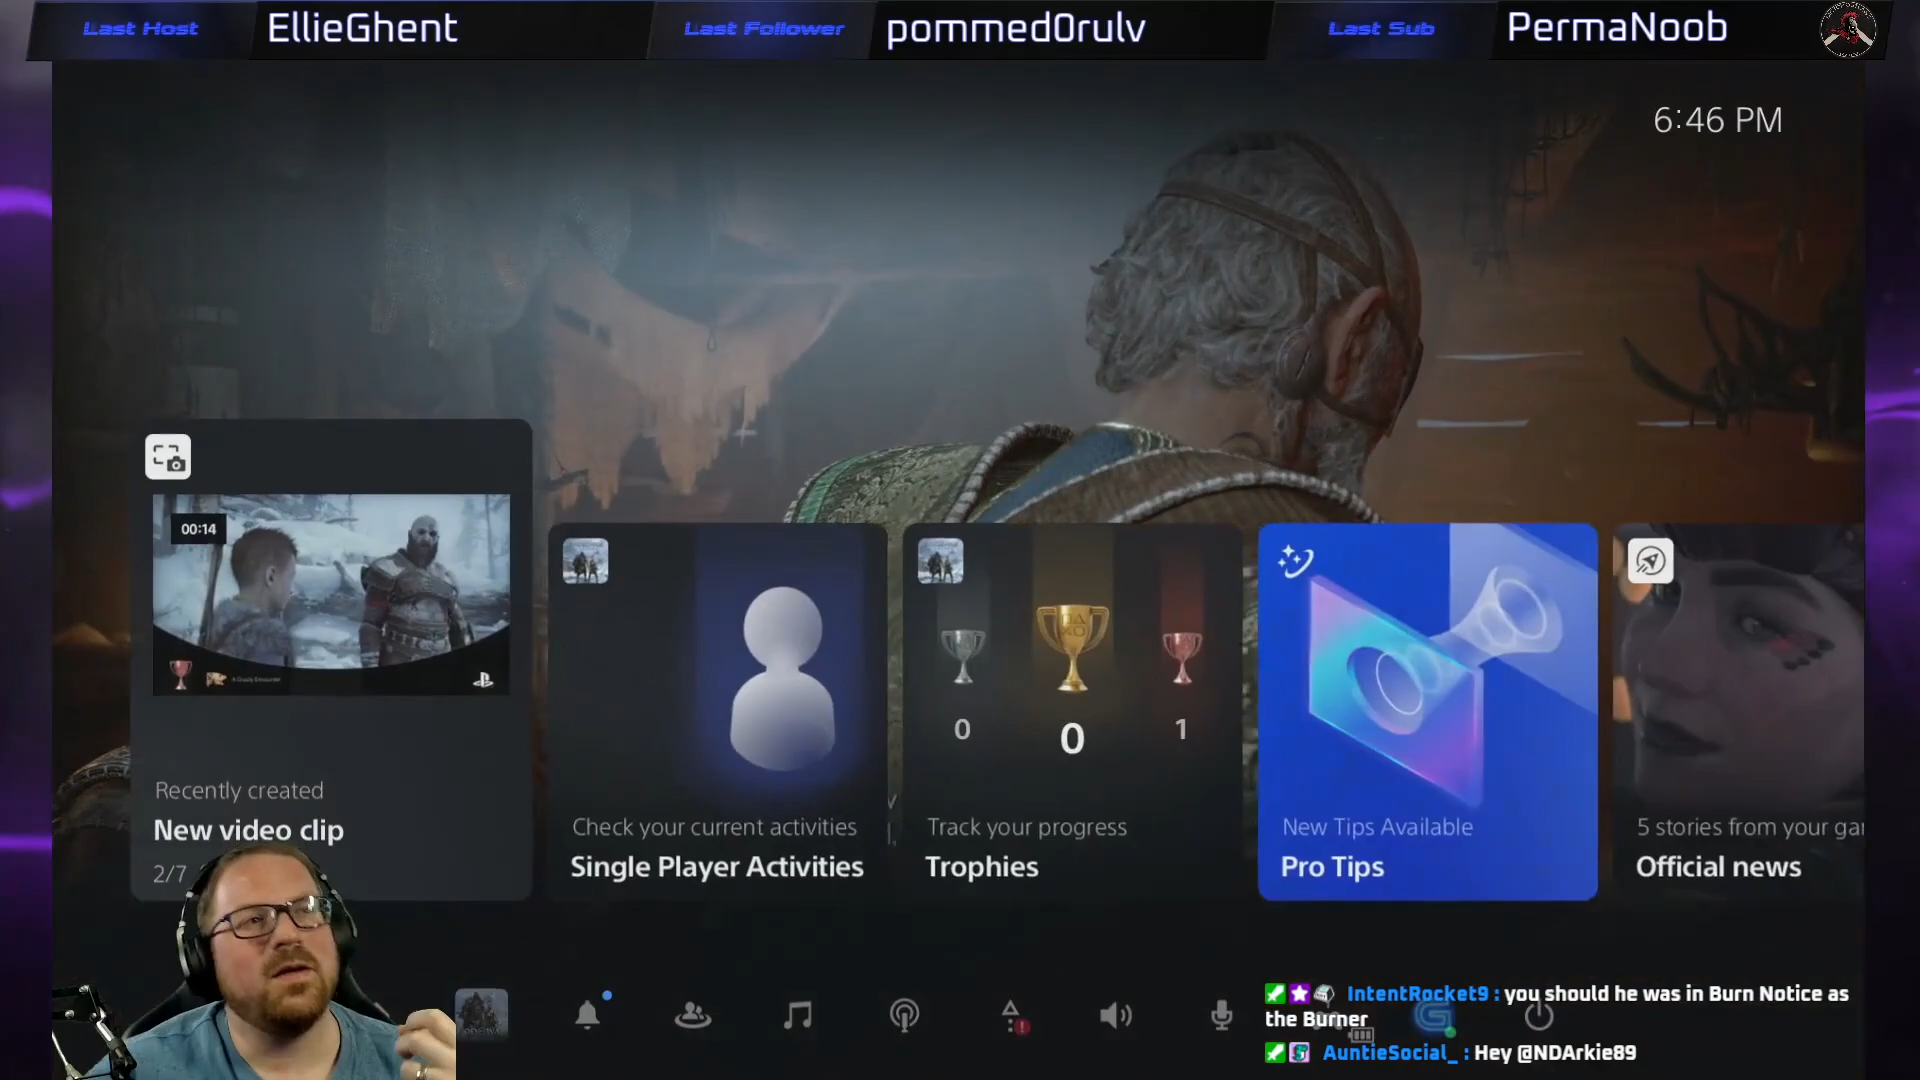 Last Host
EllieGhent
Last Follower
pommed0rulv
Last Sub
PermaNoob
6:46 PM
00:14
Recently created
New video clip
2/7
Check your current activities
Single Player Activities
0
0
1
Track your progress
Trophies
New Tips Available
Pro Tips
5 stories from your ga
Official news
IntentRocket9 : you should he was in Burn Notice as
the Burner
AuntieSocial_ : Hey @NDArkie89